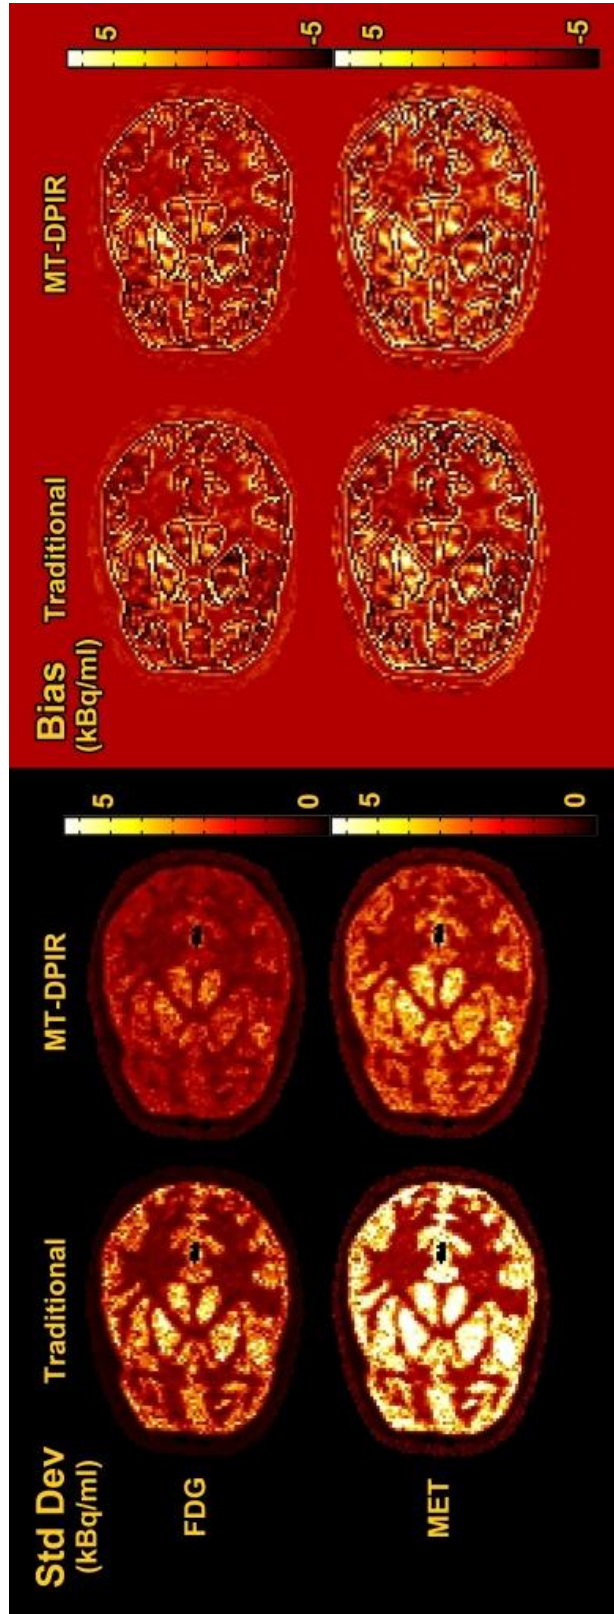 Std Dev
(kBq/ml)
Traditional
MT-DPIR
FDG
5
0
MET
5
0
Bias
(kBq/ml)
Traditional
MT-DPIR
5
-5
5
-5